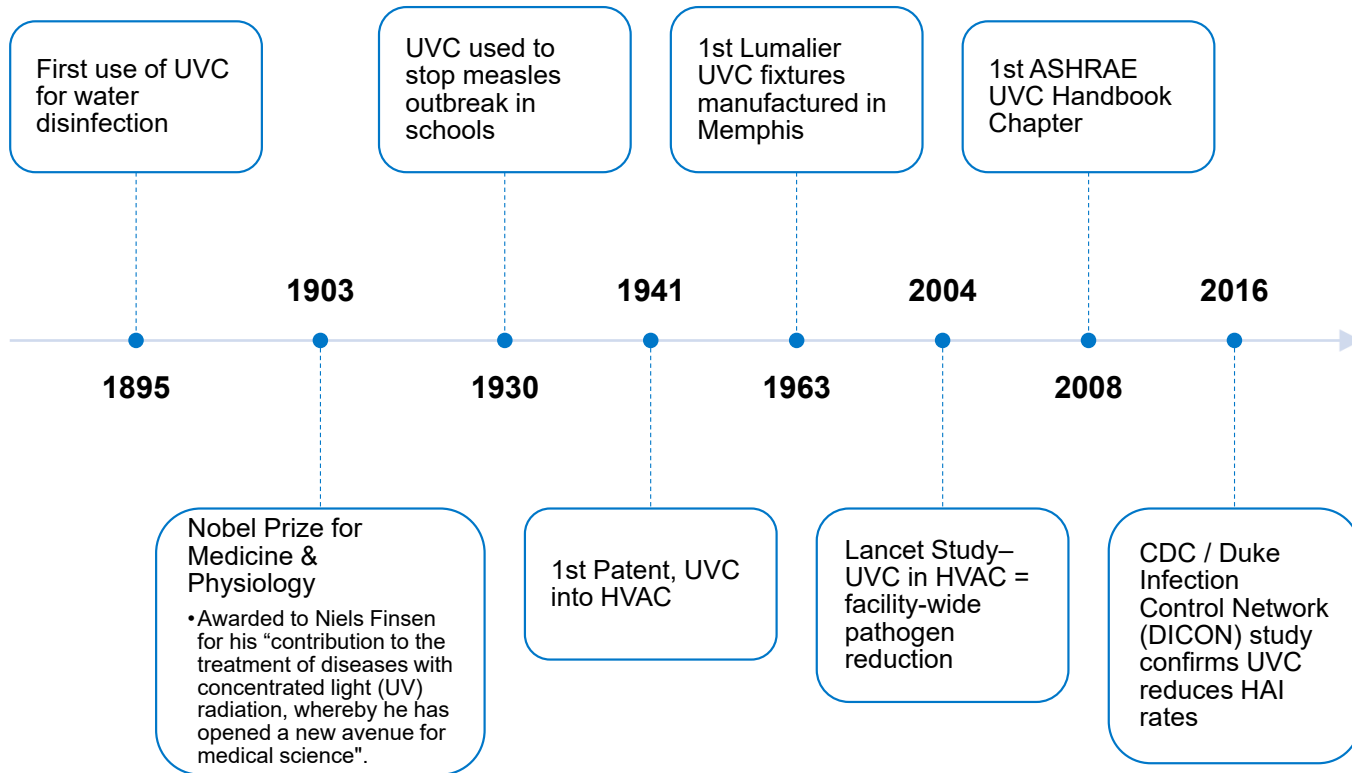 First use of UVC
for water
disinfection
UVC used to
stop measles
outbreak in
schools
1st Lumalier
UVC fixtures
manufactured in
Memphis
1st ASHRAE
UVC Handbook
Chapter
1903
1941
2004
2016
1895
1930
1963
2008
Nobel Prize for
Medicine &
Physiology
•Awarded to Niels Finsen
for his “contribution to the
treatment of diseases with
concentrated light (UV)
radiation, whereby he has
opened a new avenue for
medical science".
1st Patent, UVC
into HVAC
Lancet Study–
UVC in HVAC =
facility-wide
pathogen
reduction
CDC / Duke
Infection
Control Network
(DICON) study
confirms UVC
reduces HAI
rates